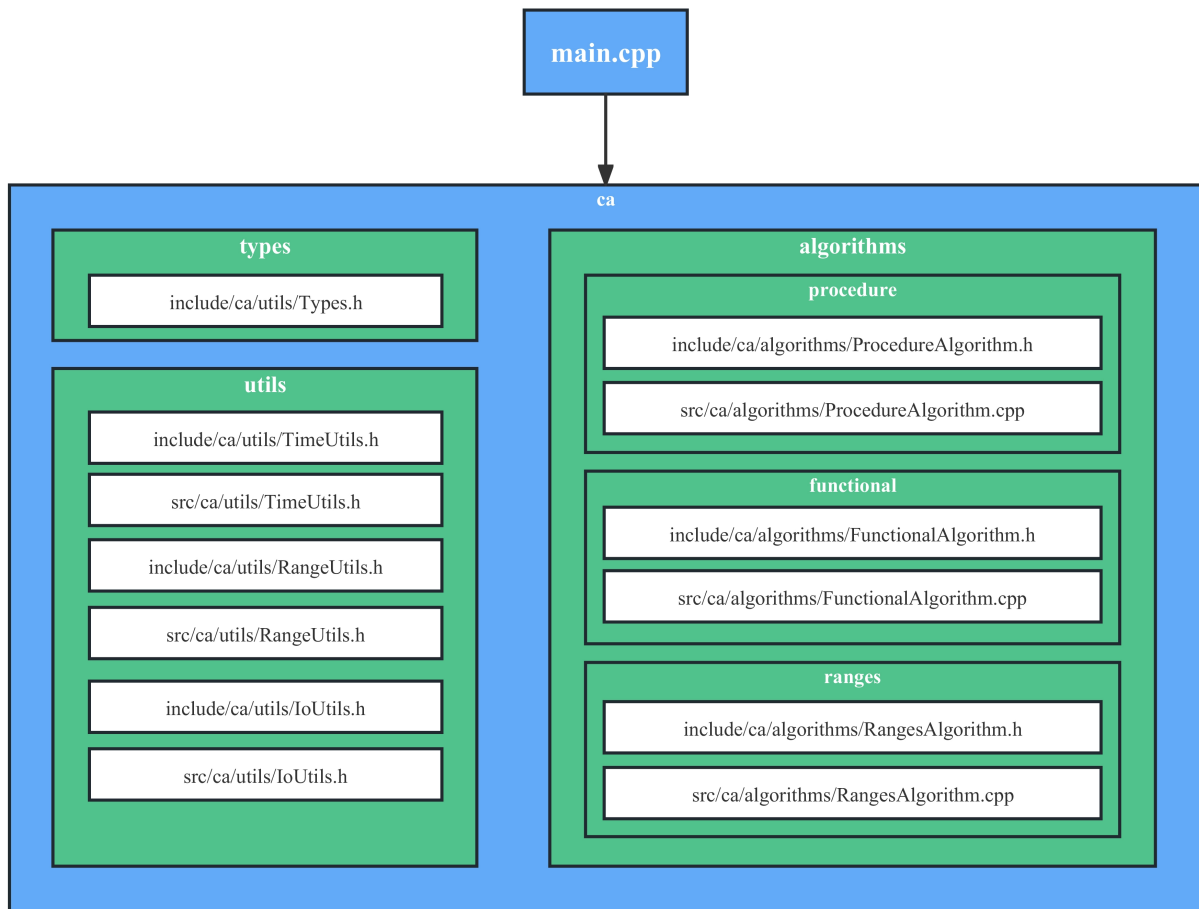 main.cpp
ca
types
include/ca/utils/Types.h
utils
include/ca/utils/TimeUtils.h
src/ca/utils/TimeUtils.h
include/ca/utils/RangeUtils.h
src/ca/utils/RangeUtils.h
include/ca/utils/IoUtils.h
src/ca/utils/IoUtils.h
algorithms
procedure
include/ca/algorithms/ProcedureAlgorithm.h
src/ca/algorithms/ProcedureAlgorithm.cpp
functional
include/ca/algorithms/FunctionalAlgorithm.h
src/ca/algorithms/FunctionalAlgorithm.cpp
ranges
include/ca/algorithms/RangesAlgorithm.h
src/ca/algorithms/RangesAlgorithm.cpp